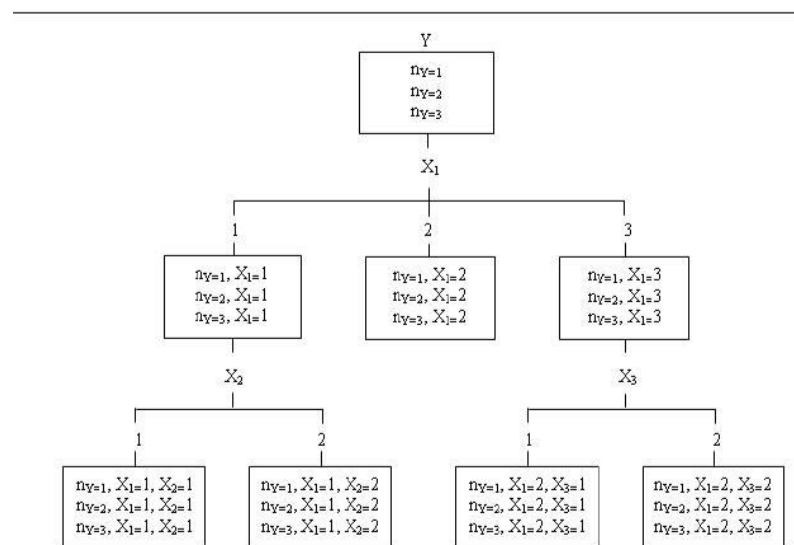 Y
nY=1
nY=2
nY=3
X1
1 2 3
nY=1, X1=1
nY=2, X1=1
nY=3, X1=1
nY=1, X1=2
nY=2, X1=2
nY=3, X1=2
nY=1, X1=3
nY=2, X1=3
nY=3, X1=3
X2 X3
1 2 1 2
nY=1, X1=1, X2=1
nY=2, X1=1, X2=1
nY=3, X1=1, X2=1
nY=1, X1=1, X2=2
nY=2, X1=1, X2=2
nY=3, X1=1, X2=2
nY=1, X1=2, X3=1
nY=2, X1=2, X3=1
nY=3, X1=2, X3=1
nY=1, X1=2, X3=2
nY=2, X1=2, X3=2
nY=3, X1=2, X3=2